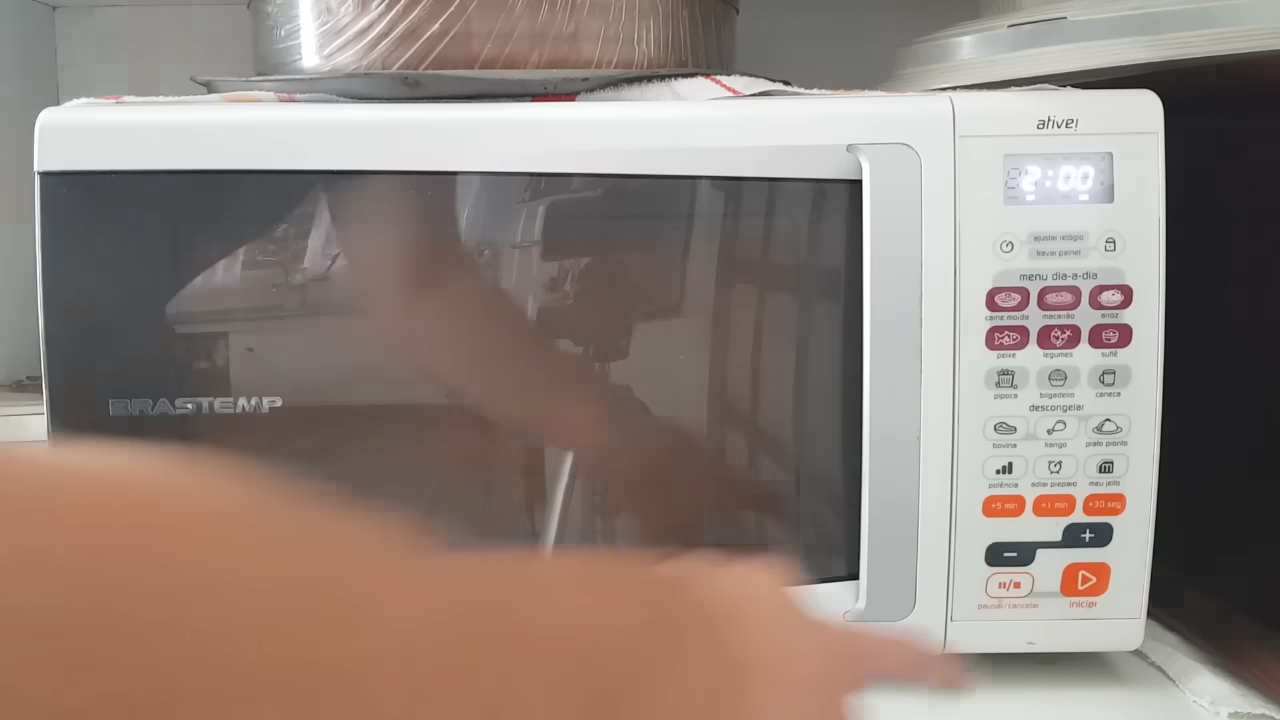 ative!
2:00
ajustar relógio
travar painel
menu dia-a-dia
carne moída macarrão arroz
peixe legumes suflê
pipoca brigadeiro caneca
descongelar
bovina frango prato pronto
potência adiar preparo meu jeito
+5 min +1 min +30 seg
pausar/cancelar iniciar
BRASTEMP